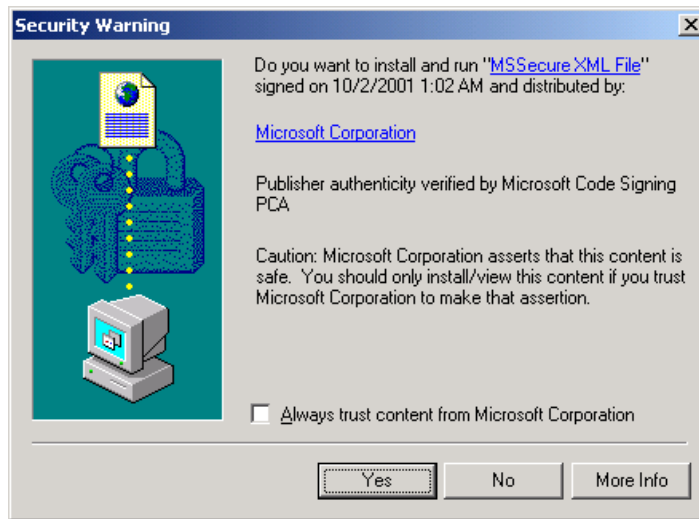 Security Warning
Do you want to install and run "MSSecure XML File"
signed on 10/2/2001 1:02 AM and distributed by:
Microsoft Corporation
Publisher authenticity verified by Microsoft Code Signing
PCA
Caution: Microsoft Corporation asserts that this content is
safe.  You should only install/view this content if you trust
Microsoft Corporation to make that assertion.
Always trust content from Microsoft Corporation
Yes No More Info